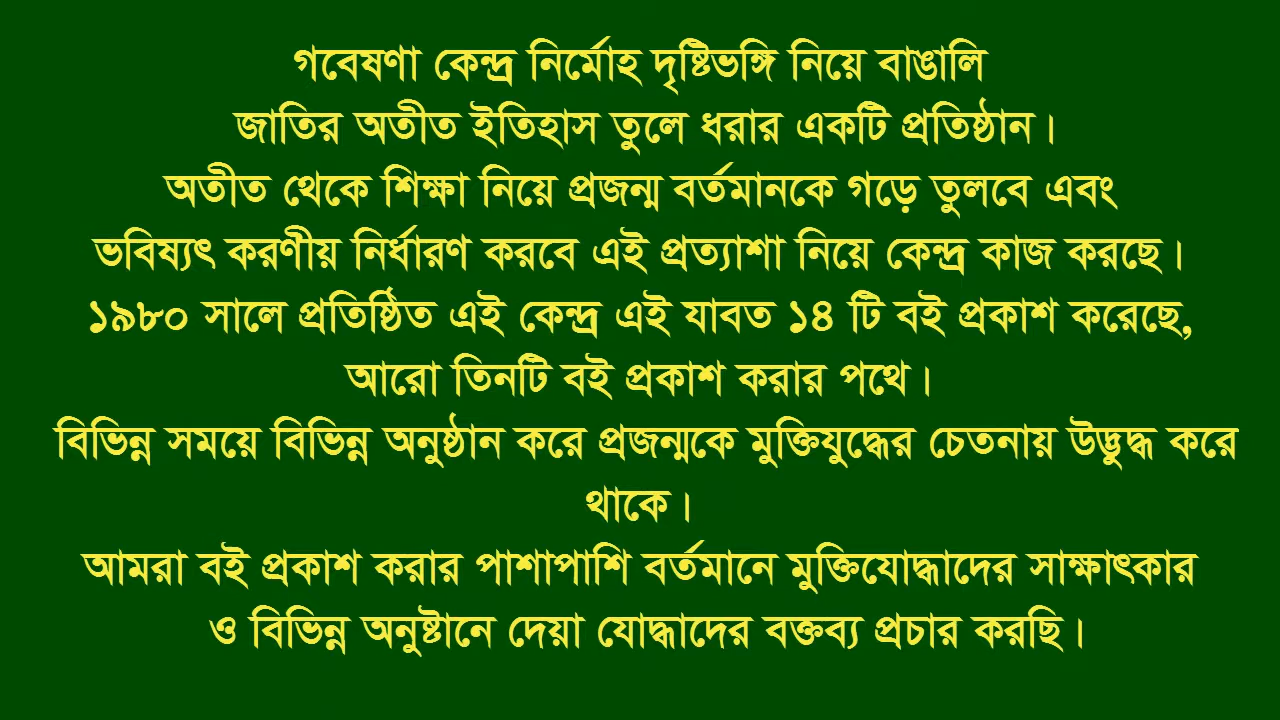 গবেষণা কেন্দ্র নির্মোহ দৃষ্টিভঙ্গি নিয়ে বাঙালি
জাতির অতীত ইতিহাস তুলে ধরার একটি প্রতিষ্ঠান।
অতীত থেকে শিক্ষা নিয়ে প্রজন্ম বর্তমানকে গড়ে তুলবে এবং
ভবিষ্যৎ করণীয় নির্ধারণ করবে এই প্রত্যাশা নিয়ে কেন্দ্র কাজ করছে।
১৯৮০ সালে প্রতিষ্ঠিত এই কেন্দ্র এই যাবত ১৪ টি বই প্রকাশ করেছে,
আরো তিনটি বই প্রকাশ করার পথে।
বিভিন্ন সময়ে বিভিন্ন অনুষ্ঠান করে প্রজন্মকে মুক্তিযুদ্ধের চেতনায় উদ্ভুদ্ধ করে
থাকে।
আমরা বই প্রকাশ করার পাশাপাশি বর্তমানে মুক্তিযোদ্ধাদের সাক্ষাৎকার
ও বিভিন্ন অনুষ্টানে দেয়া যোদ্ধাদের বক্তব্য প্রচার করছি।